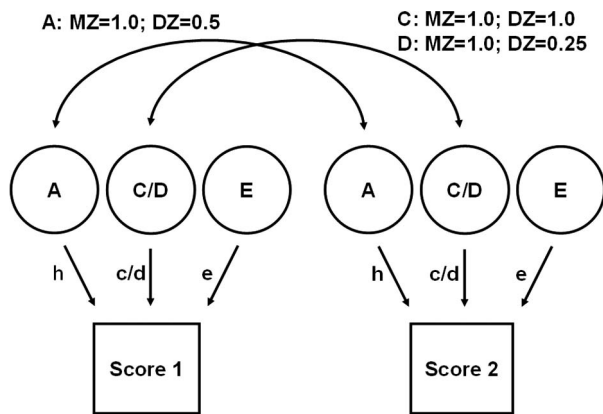 A: MZ=1.0; DZ=0.5
C: MZ=1.0; DZ=1.0
D: MZ=1.0; DZ=0.25
A C/D E A C/D E
h c/d e h c/d e
Score 1 Score 2